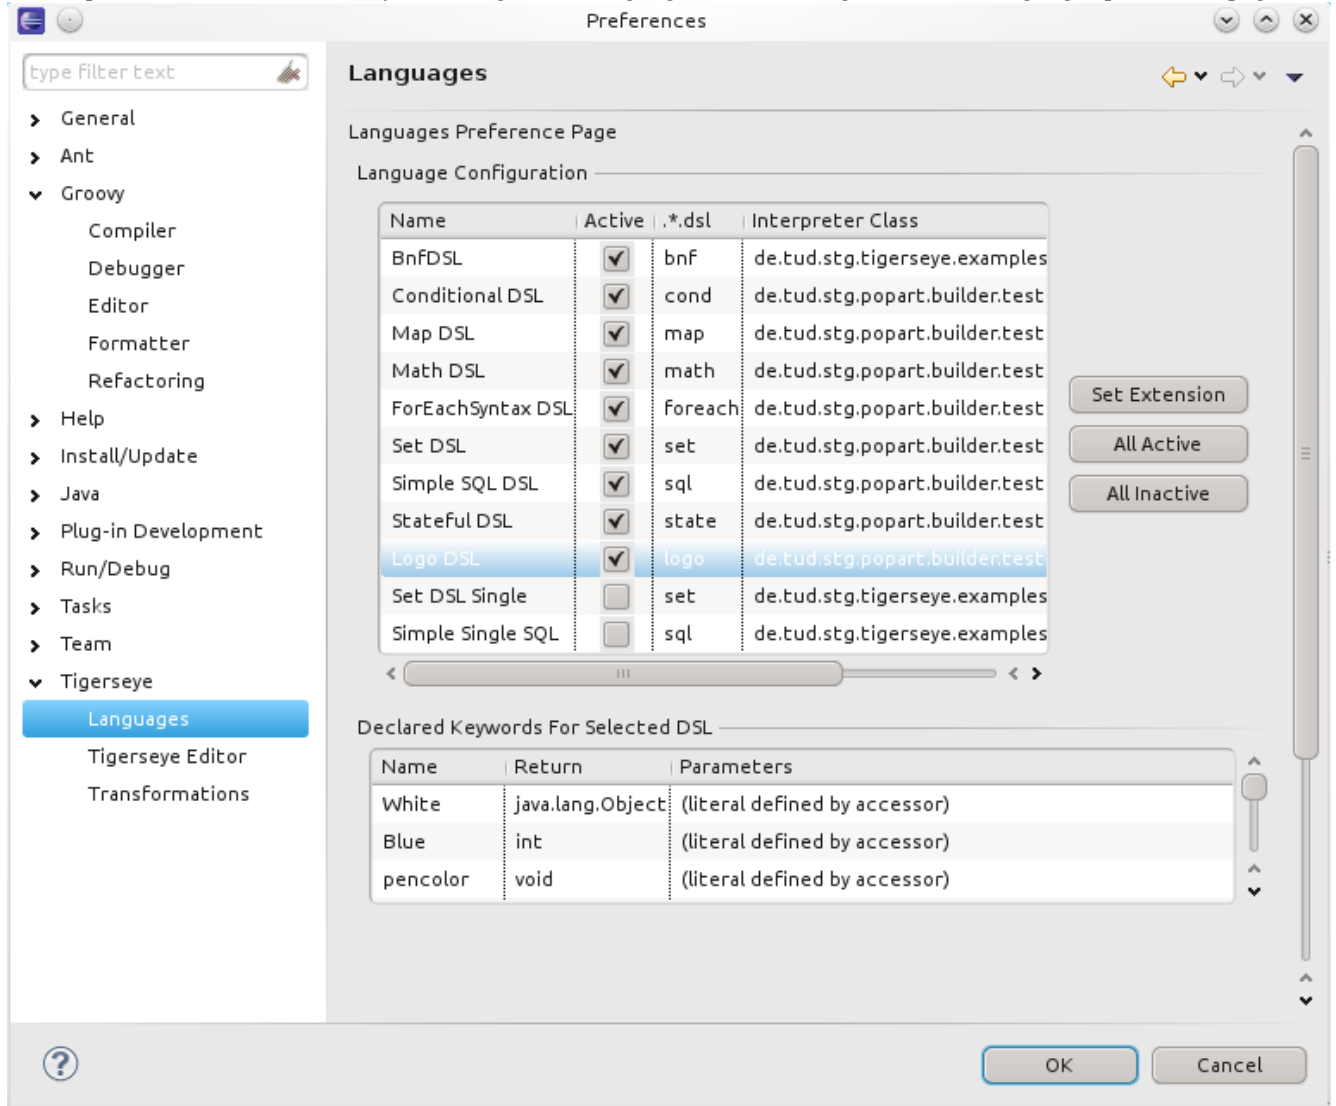 Preferences
type filter text
Languages
General
Ant
Groovy
Compiler
Debugger
Editor
Formatter
Refactoring
Help
Install/Update
Java
Plug-in Development
Run/Debug
Tasks
Team
Tigerseye
Languages
Tigerseye Editor
Transformations
Languages Preference Page
Language Configuration
Name Active .*.dsl Interpreter Class
BnfDSL bnf de.tud.stg.tigerseye.examples
Conditional DSL cond de.tud.stg.popart.builder.test
Map DSL map de.tud.stg.popart.builder.test
Math DSL math de.tud.stg.popart.builder.test
ForEachSyntax DSL foreach de.tud.stg.popart.builder.test
Set DSL set de.tud.stg.popart.builder.test
Simple SQL DSL sql de.tud.stg.popart.builder.test
Stateful DSL state de.tud.stg.popart.builder.test
Logo DSL logo de.tud.stg.popart.builder.test
Set DSL Single set de.tud.stg.tigerseye.examples
Simple Single SQL sql de.tud.stg.tigerseye.examples
Set Extension
All Active
All Inactive
Declared Keywords For Selected DSL
Name Return Parameters
White java.lang.Object (literal defined by accessor)
Blue int (literal defined by accessor)
pencolor void (literal defined by accessor)
?
OK Cancel